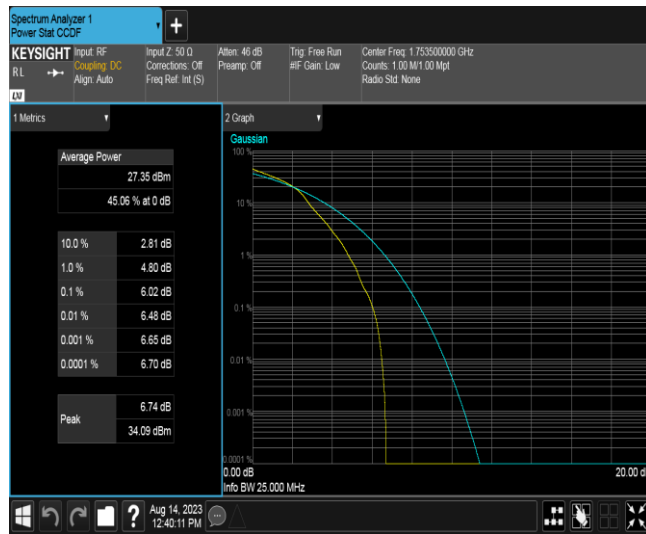 Spectrum Analyzer 1
Power Stat CCDF
+
KEYSIGHT
RL
LXI
Input: RF
Coupling: DC
Align: Auto
Input Z: 50 Ω
Corrections: Off
Freq Ref: Int (S)
Atten: 46 dB
Preamp: Off
Trig: Free Run
#IF Gain: Low
Center Freq: 1.753500000 GHz
Counts: 1.00 M/1.00 Mpt
Radio Std: None
1 Metrics
Average Power
27.35 dBm
45.06 % at 0 dB
10.0 % 2.81 dB
1.0 % 4.80 dB
0.1 % 6.02 dB
0.01 % 6.48 dB
0.001 % 6.65 dB
0.0001 % 6.70 dB
Peak
6.74 dB
34.09 dBm
2 Graph
Gaussian
100 %
10 %
1 %
0.1 %
0.01 %
0.001 %
0.0001 %
0.00 dB
20.00 d
Info BW 25.000 MHz
?
Aug 14, 2023
12:40:11 PM